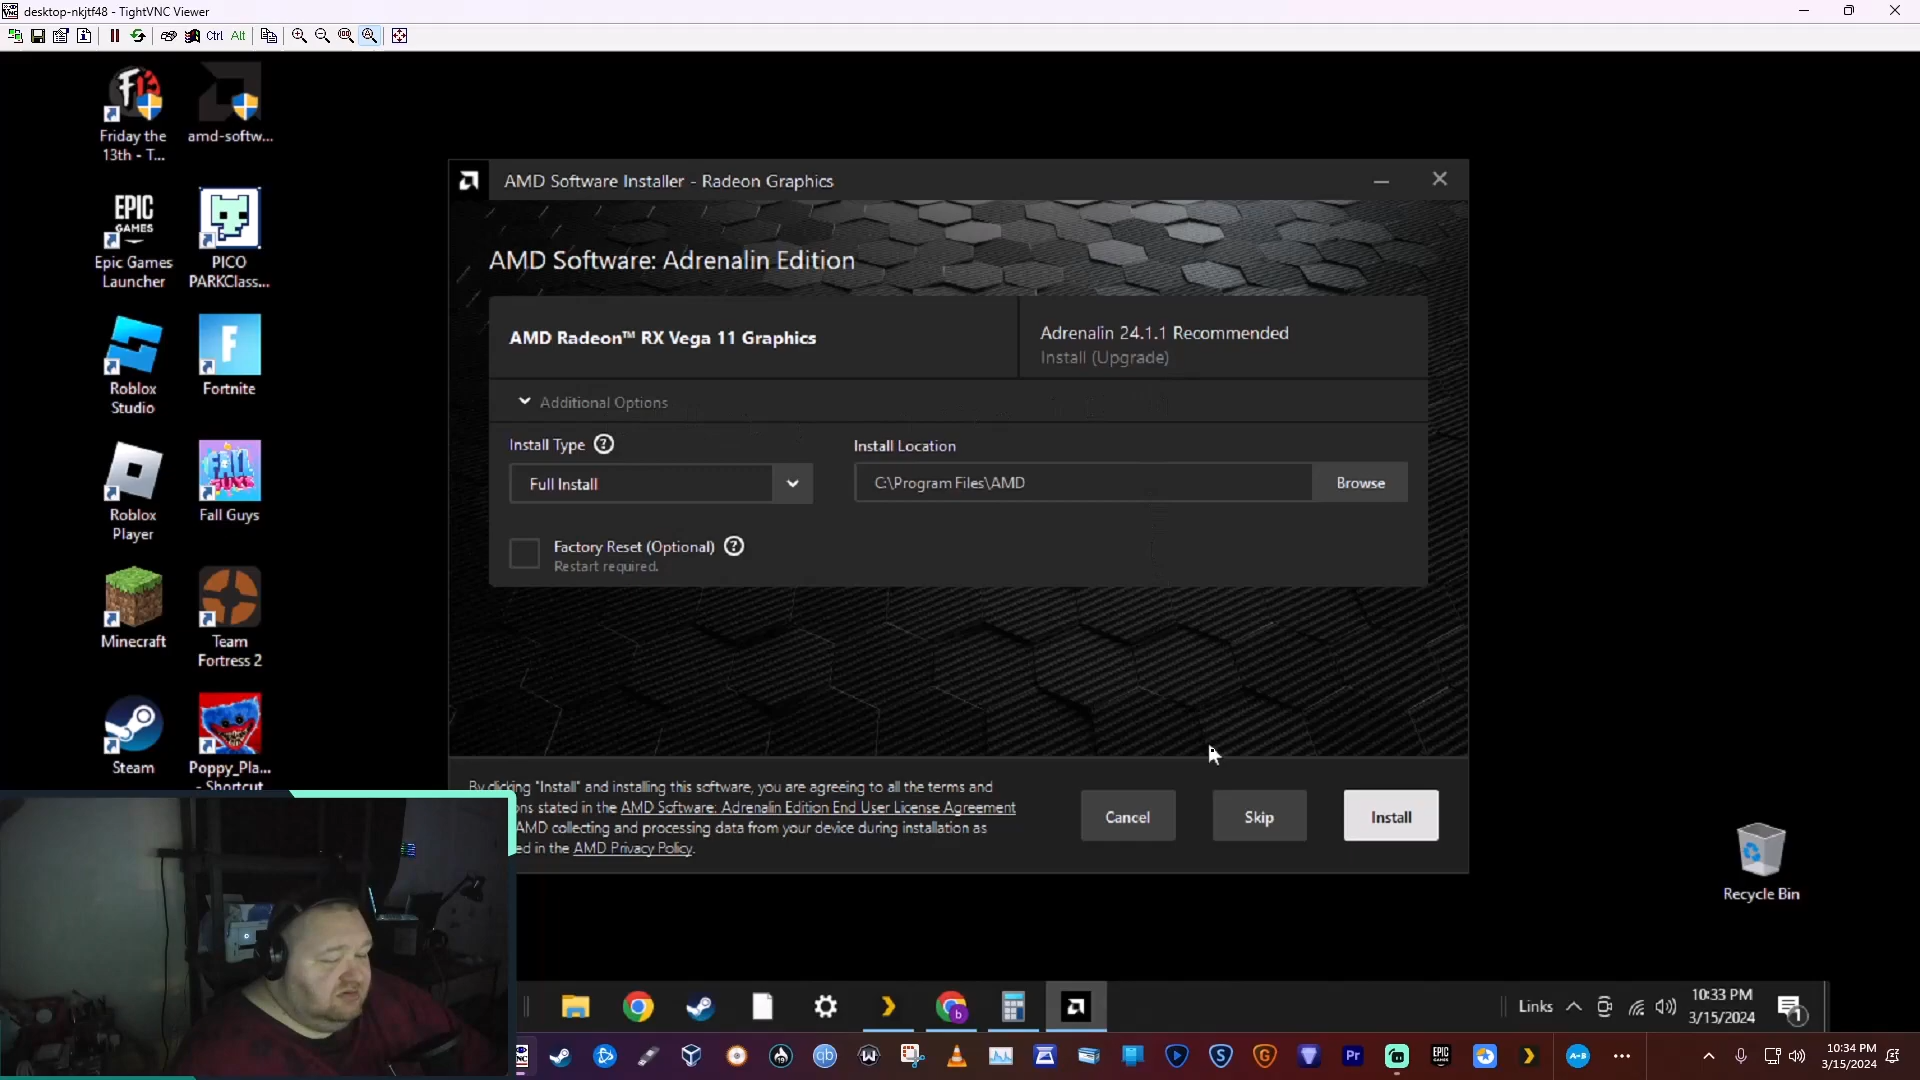 desktop-nkjtf48 - TightVNC Viewer
Ctrl Alt
Friday the
13th - T...
amd-softw...
EPIC
GAMES
Epic Games
Launcher
PICO
PARKClass...
Roblox
Studio
Fortnite
Roblox
Player
Fall Guys
Minecraft
Team
Fortress 2
Steam
Poppy_Pla...
- Shortcut
AMD Software Installer - Radeon Graphics
AMD Software: Adrenalin Edition
AMD Radeon™ RX Vega 11 Graphics
Adrenalin 24.1.1 Recommended
Install (Upgrade)
Additional Options
Install Type
Install Location
Full Install
C:\Program Files\AMD
Browse
Factory Reset (Optional)
Restart required.
By clicking "Install" and installing this software, you are agreeing to all the terms and
ns stated in the AMD Software: Adrenalin Edition End User License Agreement
AMD collecting and processing data from your device during installation as
ed in the AMD Privacy Policy.
Cancel
Skip
Install
Recycle Bin
Links
10:33 PM
3/15/2024
1
10:34 PM
3/15/2024